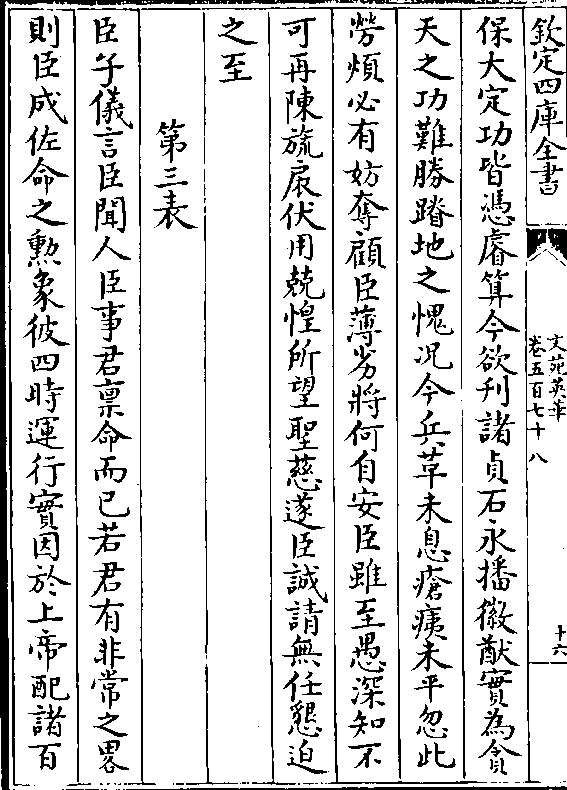 欽定四庫全書
文苑英華
卷五百七十八
十六
保大定功皆憑睿算今欲刋諸貞石永播徽猷實為貪
天之功難勝蹐地之愧况今兵革未息瘡痍未平忽此
勞煩必有妨奪顧臣薄劣將何自安臣雖至愚深知不
可再陳旒扆伏用兢惶所望聖慈遂臣誠請無任懇迫
之至
第三表
臣子儀言臣聞人臣事君禀命而已若君有非常之畧
則臣成佐命之勲象彼四時運行實因於上帝配諸百